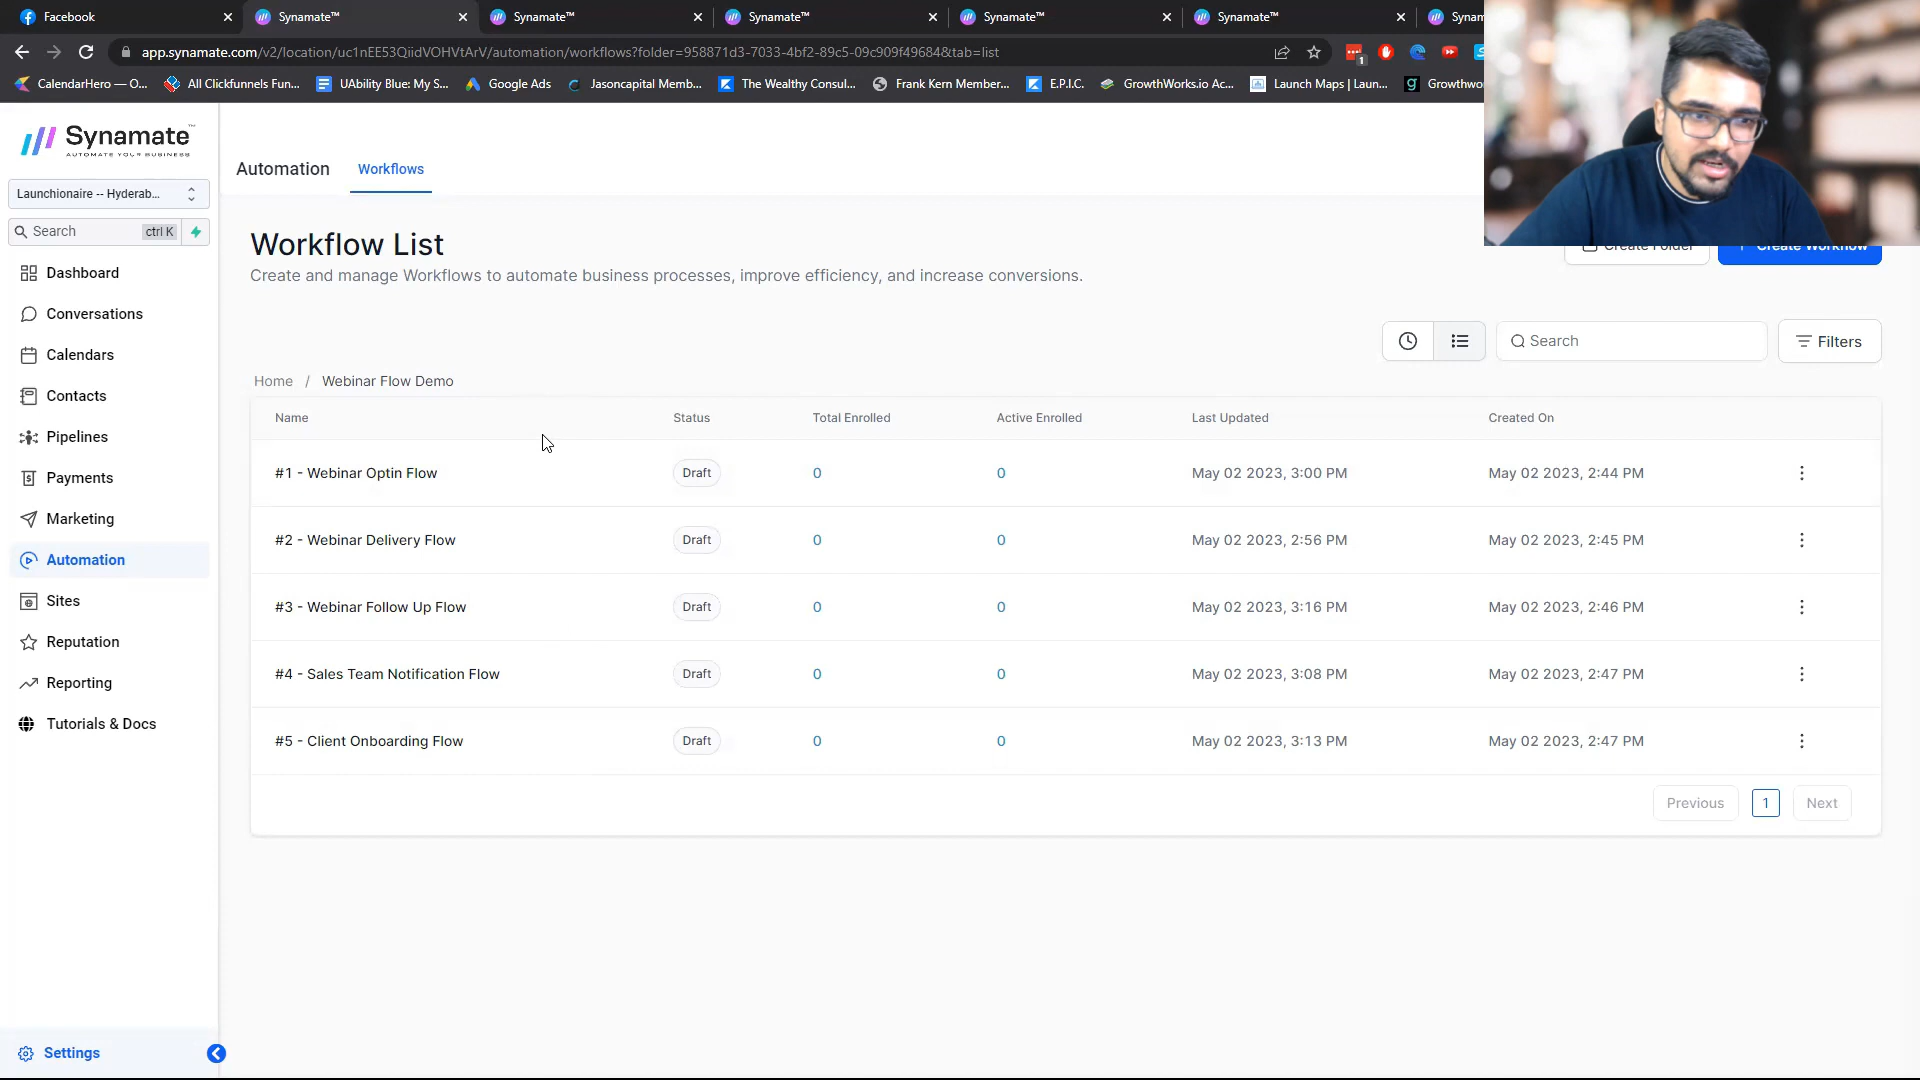 Facebook
Synamate™
Synamate™
Synamate™
Synamate™
Synamate™
Synam
app.synamate.com/v2/location/uc1nEE53QiidVOHVtArV/automation/workflows?folder=958871d3-7033-4bf2-89c5-09c909f49684&tab=list
1
CalendarHero — O...
All Clickfunnels Fun...
UAbility Blue: My S...
Google Ads
Jasoncapital Memb...
The Wealthy Consul...
Frank Kern Member...
E.P.I.C.
GrowthWorks.io Ac...
Launch Maps | Laun...
Growthwo
Synamate™
AUTOMATE YOUR BUSINESS
Launchionaire -- Hyderab...
Search
ctrl K
Dashboard
Conversations
Calendars
Contacts
Pipelines
Payments
Marketing
Automation
Sites
Reputation
Reporting
Tutorials & Docs
Settings
Automation
Workflows
Workflow List
Create and manage Workflows to automate business processes, improve efficiency, and increase conversions.
Create Folder
+ Create Workflow
Search
Filters
Home / Webinar Flow Demo
Name Status Total Enrolled Active Enrolled Last Updated Created On
#1 - Webinar Optin Flow Draft 0 0 May 02 2023, 3:00 PM May 02 2023, 2:44 PM
#2 - Webinar Delivery Flow Draft 0 0 May 02 2023, 2:56 PM May 02 2023, 2:45 PM
#3 - Webinar Follow Up Flow Draft 0 0 May 02 2023, 3:16 PM May 02 2023, 2:46 PM
#4 - Sales Team Notification Flow Draft 0 0 May 02 2023, 3:08 PM May 02 2023, 2:47 PM
#5 - Client Onboarding Flow Draft 0 0 May 02 2023, 3:13 PM May 02 2023, 2:47 PM
Previous 1 Next